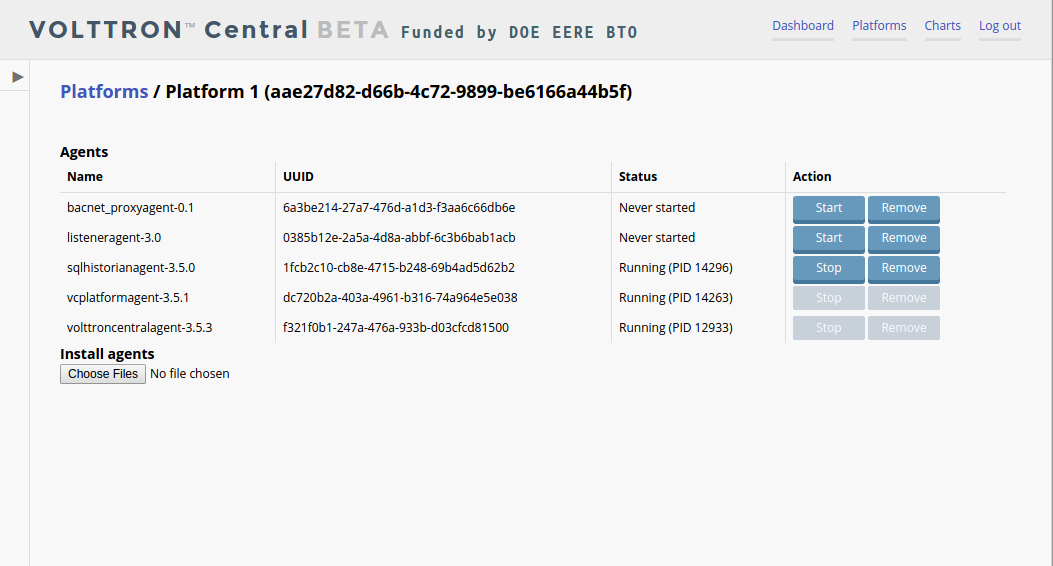 VOLTTRON™ Central BETA Funded by DOE EERE BTO Dashboard Platforms Charts Log out
Platforms / Platform 1 (aae27d82-d66b-4c72-9899-be6166a44b5f)
Agents
Name UUID Status Action
bacnet_proxyagent-0.1 6a3be214-27a7-476d-a1d3-f3aa6c66db6e Never started Start Remove
listeneragent-3.0 0385b12e-2a5a-4d8a-abbf-6c3b6bab1acb Never started Start Remove
sqlhistorianagent-3.5.0 1fcb2c10-cb8e-4715-b248-69b4ad5d62b2 Running (PID 14296) Stop Remove
vcplatformagent-3.5.1 dc720b2a-403a-4961-b316-74a964e5e038 Running (PID 14263) Stop Remove
volttroncentralagent-3.5.3 f321f0b1-247a-476a-933b-d03cfcd81500 Running (PID 12933) Stop Remove
Install agents
Choose Files No file chosen